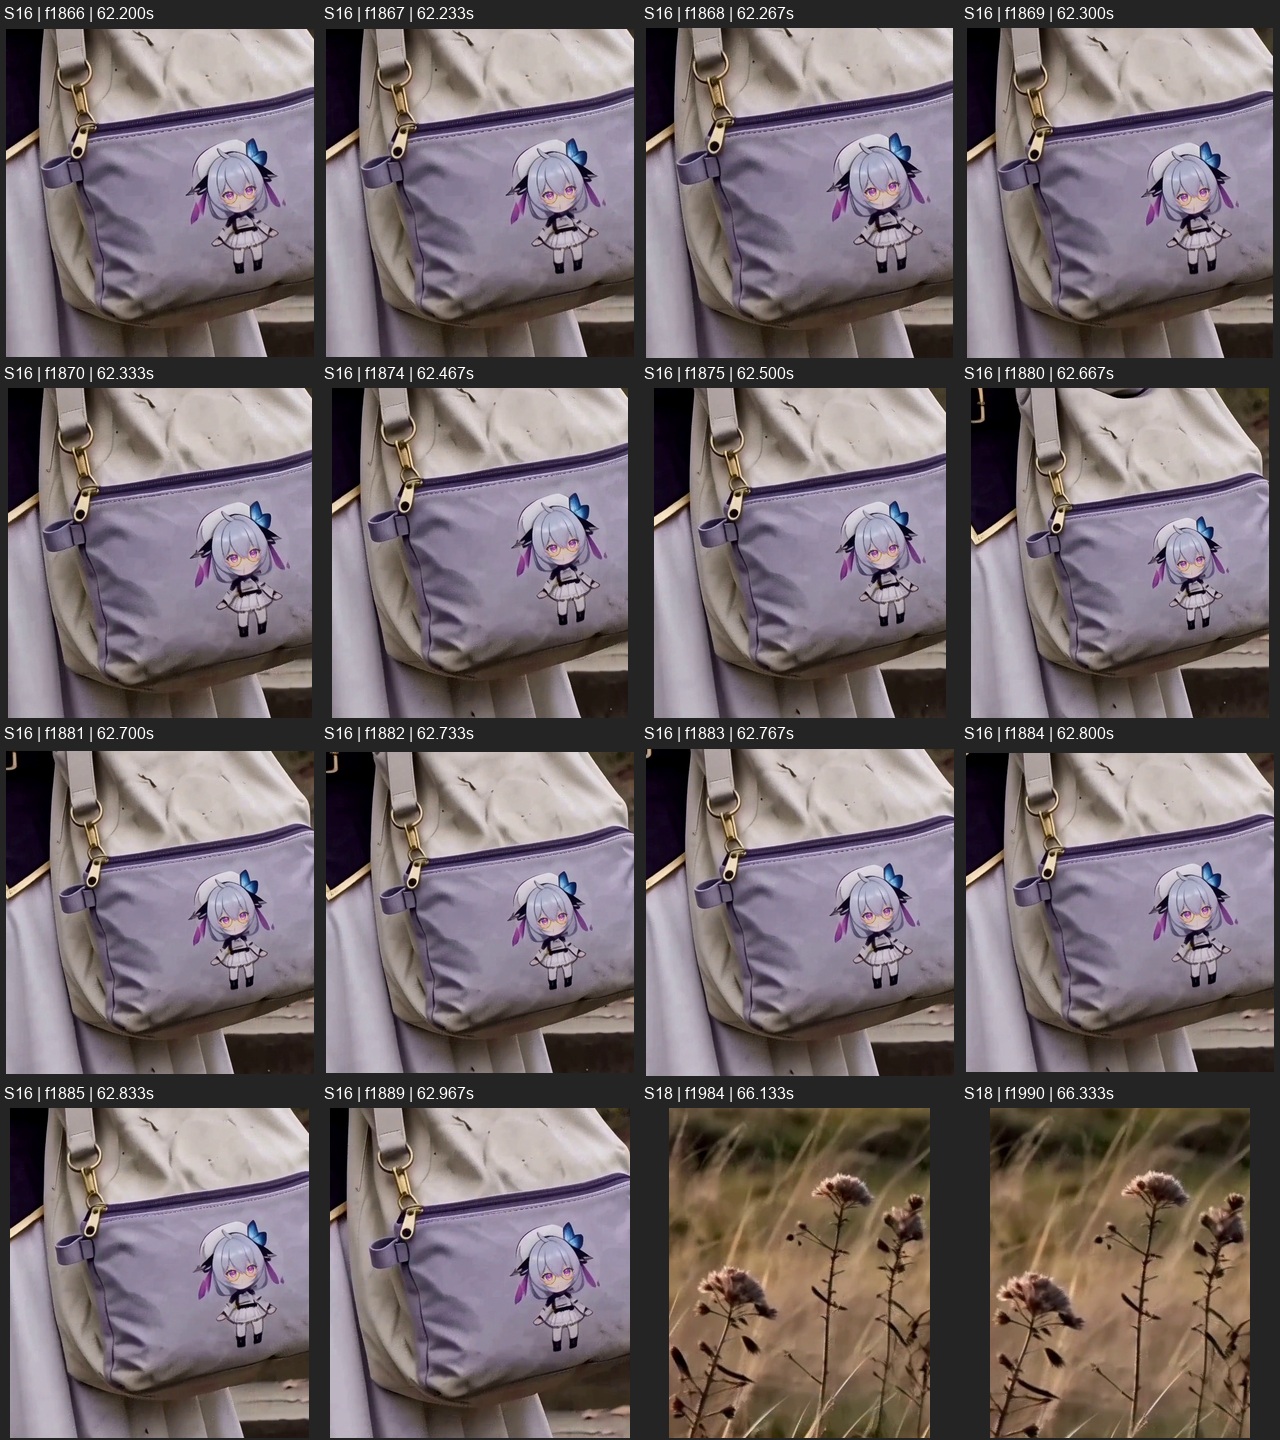 S16 | f1866 | 62.200s
S16 | f1867 | 62.233s
S16 | f1868 | 62.267s
S16 | f1869 | 62.300s
S16 | f1870 | 62.333s
S16 | f1874 | 62.467s
S16 | f1875 | 62.500s
S16 | f1880 | 62.667s
S16 | f1881 | 62.700s
S16 | f1882 | 62.733s
S16 | f1883 | 62.767s
S16 | f1884 | 62.800s
S16 | f1885 | 62.833s
S16 | f1889 | 62.967s
S18 | f1984 | 66.133s
S18 | f1990 | 66.333s